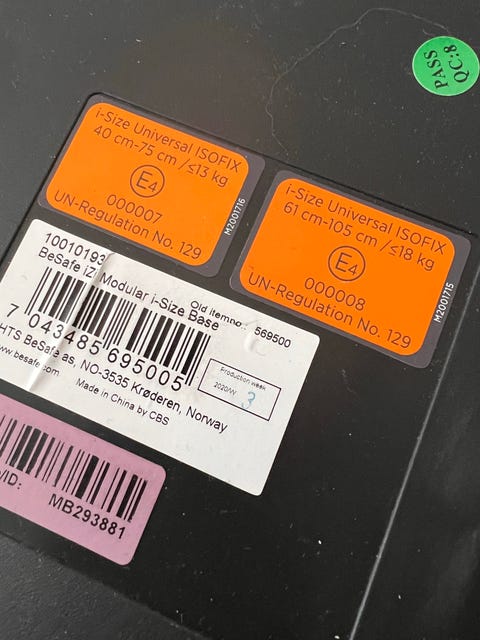 PASS
QC:8
i-Size Universal ISOFIX
40 cm-75 cm /≤13 kg
E4
000007
UN-Regulation No. 129
M2001716
i-Size Universal ISOFIX
61 cm-105 cm /≤18 kg
E4
000008
UN-Regulation No. 129
M2001715
10010193
BeSafe iZi Modular i-Size Base
Old itemno.: 569500
7 043485 695005
HTS BeSafe as, NO-3535 Krøderen, Norway
www.besafe.com
Made in China by CBS
Production week
2020/W 3
/ID: MB293881